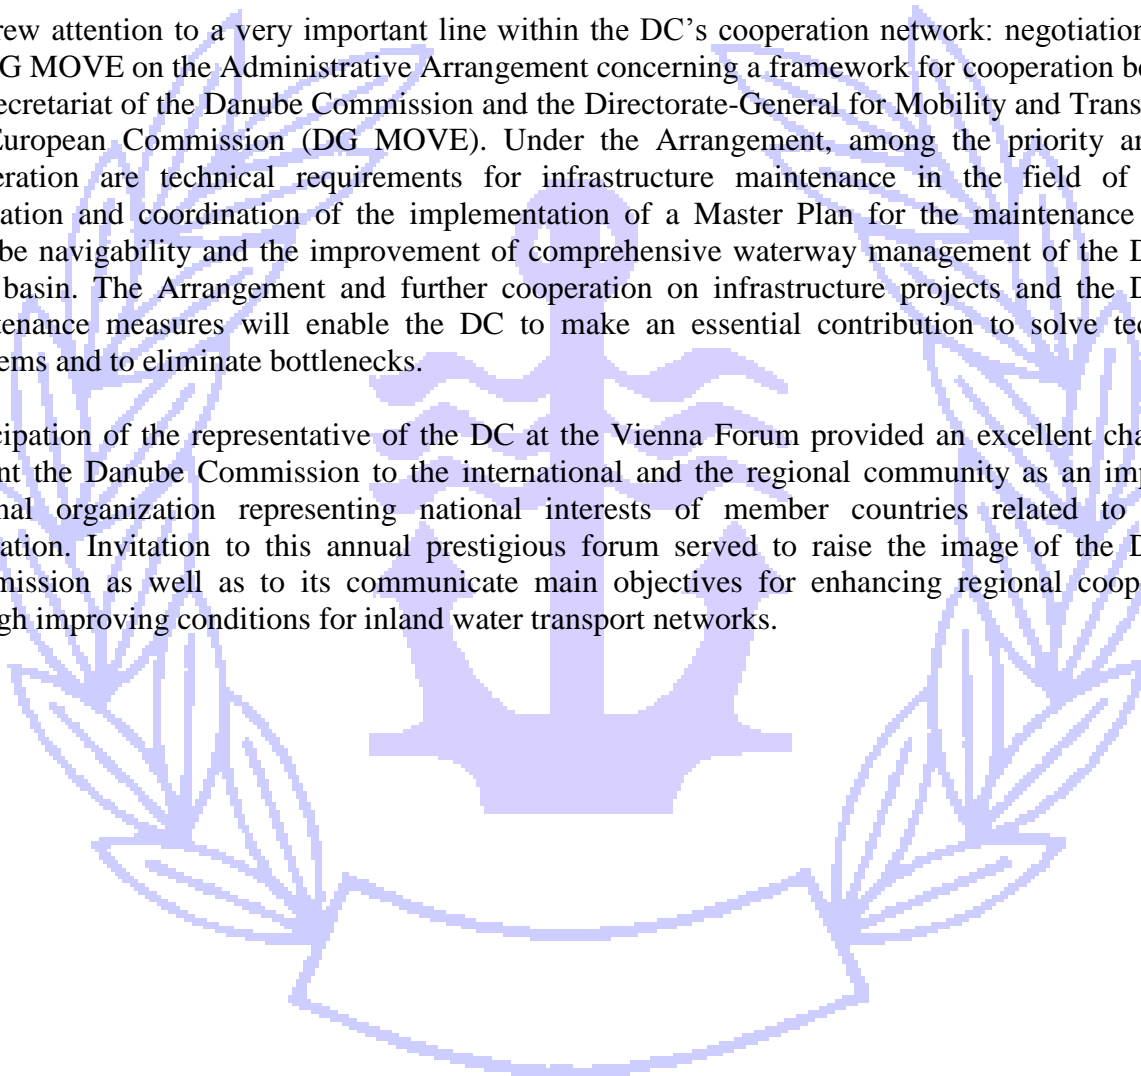 rew attention to a very important line within the DC's cooperation network: negotiation
G MOVE on the Administrative Arrangement concerning a framework for cooperation be
ecretariat of the Danube Commission and the Directorate-General for Mobility and Trans
European Commission (DG MOVE). Under the Arrangement, among the priority ar
eration are technical requirements for infrastructure maintenance in the field of
ation and coordination of the implementation of a Master Plan for the maintenance
be navigability and the improvement of comprehensive waterway management of the D
basin. The Arrangement and further cooperation on infrastructure projects and the D
tenance measures will enable the DC to make an essential contribution to solve tec
ems and to eliminate bottlenecks.
cipation of the representative of the DC at the Vienna Forum provided an excellent cha
nt the Danube Commission to the international and the regional community as an imp
nal organization representing national interests of member countries related to
ation. Invitation to this annual prestigious forum served to raise the image of the D
mission as well as to its communicate main objectives for enhancing regional coop
gh improving conditions for inland water transport networks.